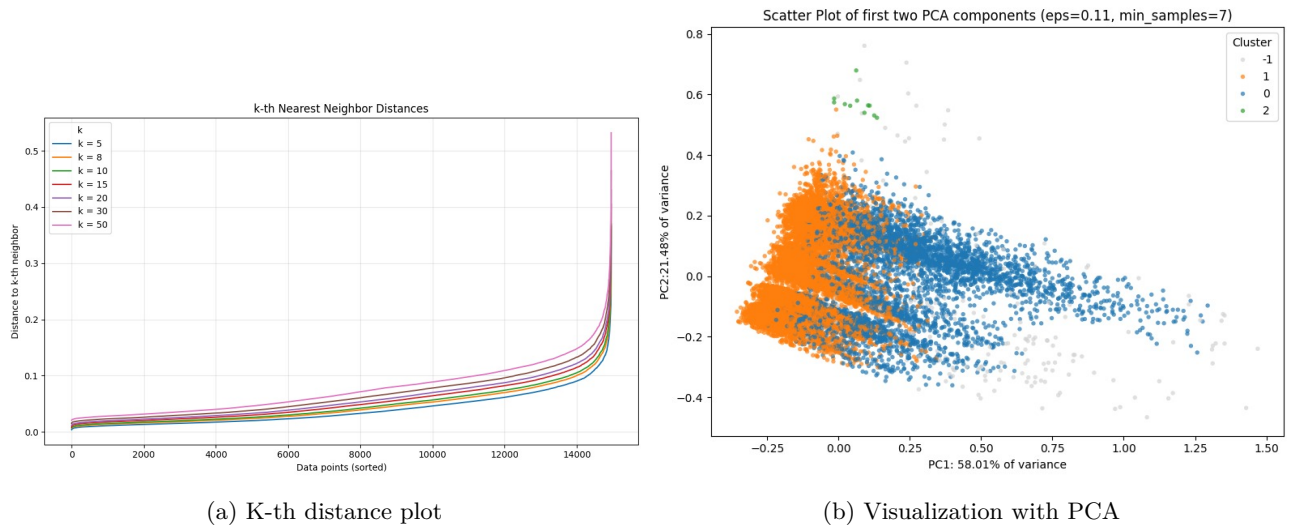 k-th Nearest Neighbor Distances
k
k = 5
k = 8
k = 10
k = 15
k = 20
k = 30
k = 50
Distance to k-th neighbor
0.5
0.4
0.3
0.2
0.1
0.0
0
2000
4000
6000
8000
10000
12000
14000
Data points (sorted)
(a) K-th distance plot
Scatter Plot of first two PCA components (eps=0.11, min_samples=7)
Cluster
-1
1
0
2
PC2:21.48% of variance
0.8
0.6
0.4
0.2
0.0
−0.2
−0.4
−0.25
0.00
0.25
0.50
0.75
1.00
1.25
1.50
PC1: 58.01% of variance
(b) Visualization with PCA